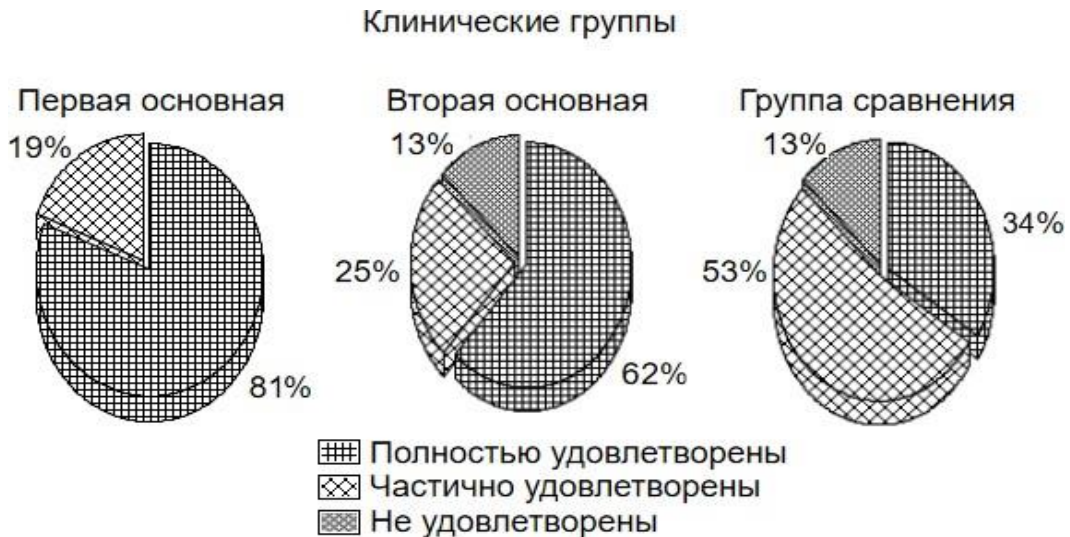 Клинические группы
Первая основная
19%
81%
Вторая основная
13%
25%
62%
Группа сравнения
13%
34%
53%
Полностью удовлетворены
Частично удовлетворены
Не удовлетворены